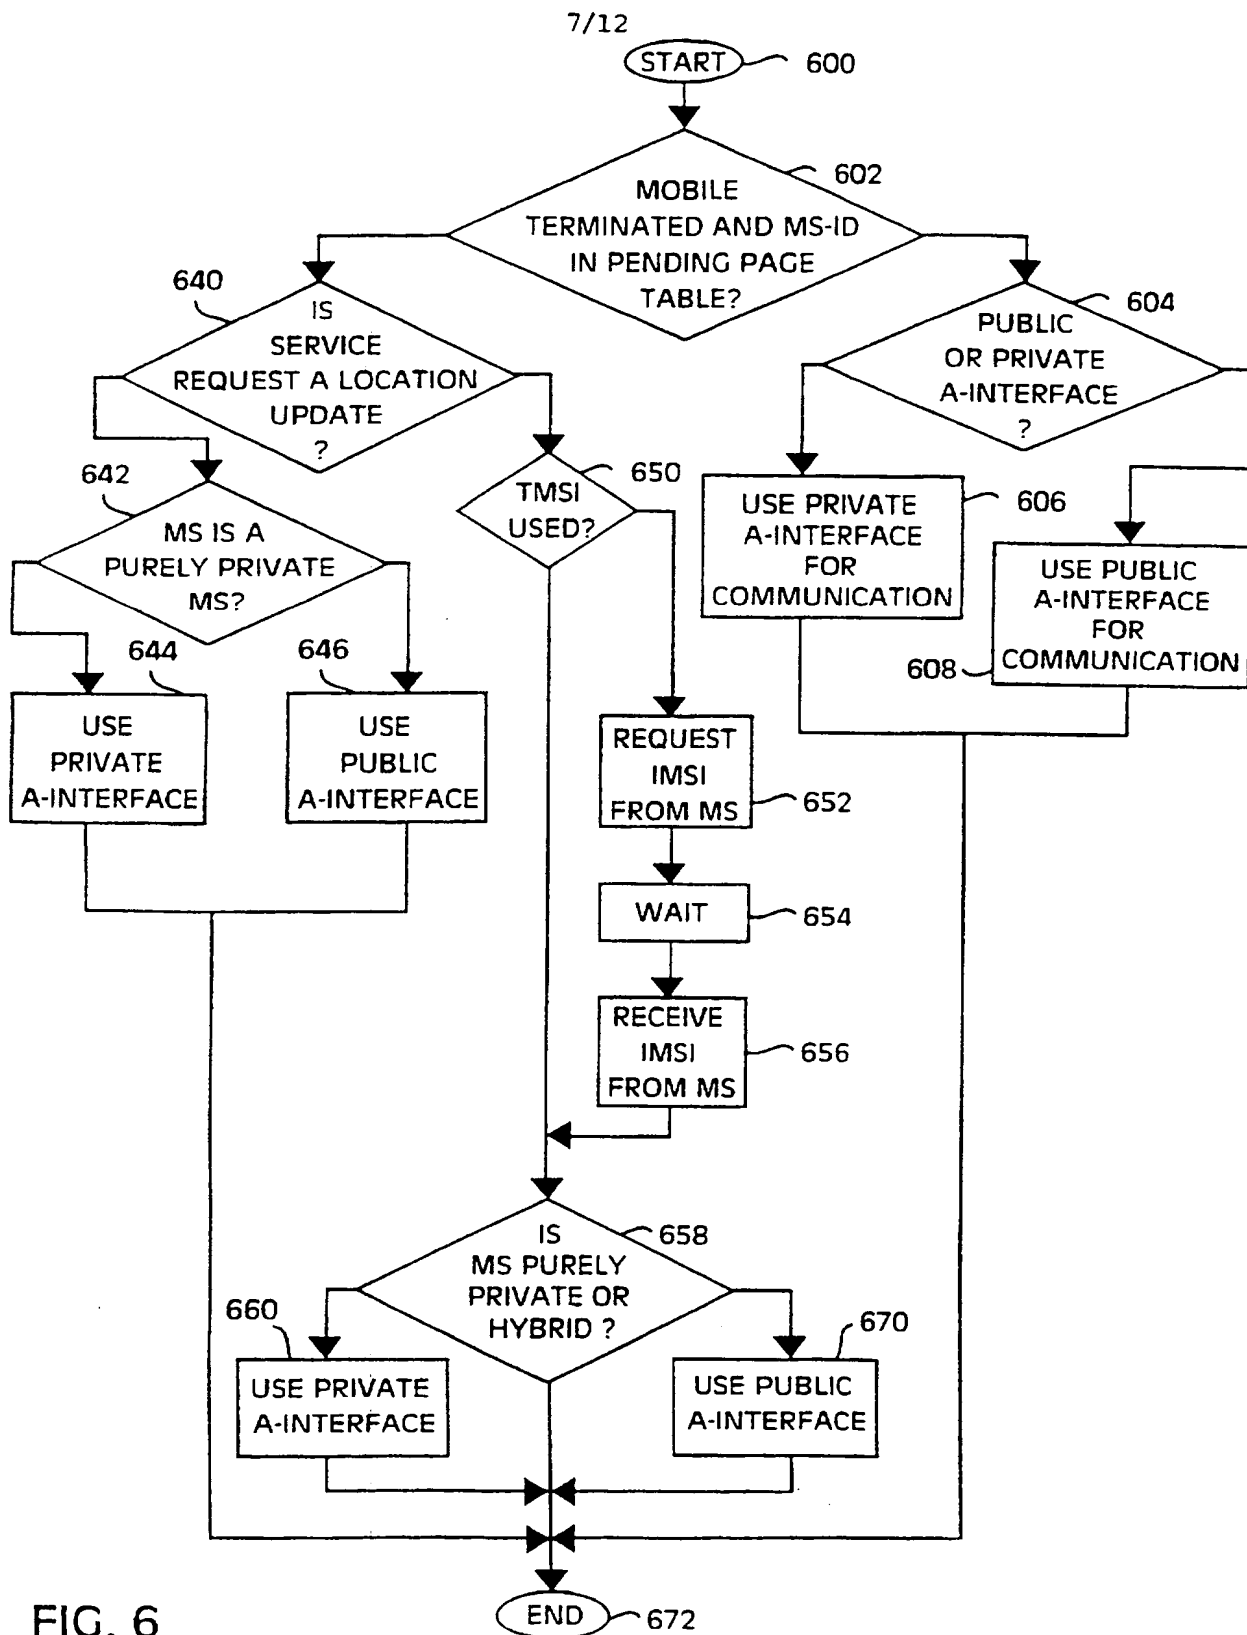 7/12
START
600
MOBILE
TERMINATED AND MS-ID
IN PENDING PAGE
TABLE?
602
640
IS
SERVICE
REQUEST A LOCATION
UPDATE
?
604
PUBLIC
OR PRIVATE
A-INTERFACE
?
642
MS IS A
PURELY PRIVATE
MS?
650
TMSI
USED?
606
USE PRIVATE
A-INTERFACE
FOR
COMMUNICATION
USE PUBLIC
A-INTERFACE
FOR
COMMUNICATION
608
644
USE
PRIVATE
A-INTERFACE
646
USE
PUBLIC
A-INTERFACE
REQUEST
IMSI
FROM MS
652
WAIT
654
RECEIVE
IMSI
FROM MS
656
IS
MS PURELY
PRIVATE OR
HYBRID ?
658
660
USE PRIVATE
A-INTERFACE
670
USE PUBLIC
A-INTERFACE
END
672
FIG. 6